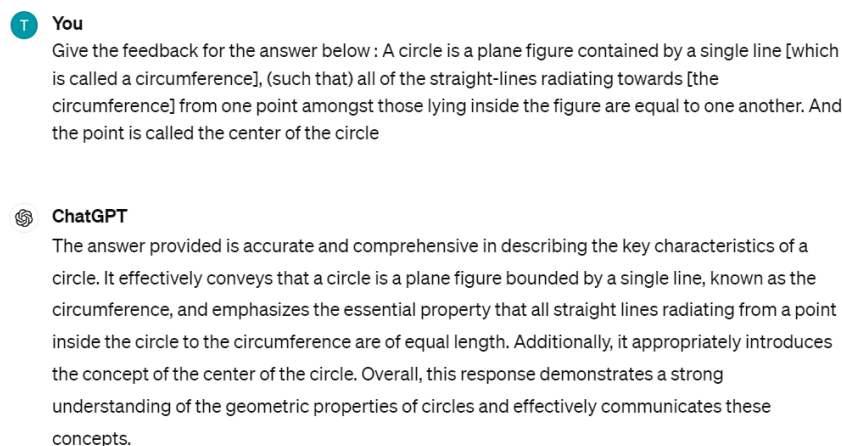 T
You
Give the feedback for the answer below : A circle is a plane figure contained by a single line [which
is called a circumference], (such that) all of the straight-lines radiating towards [the
circumference] from one point amongst those lying inside the figure are equal to one another. And
the point is called the center of the circle
ChatGPT
The answer provided is accurate and comprehensive in describing the key characteristics of a
circle. It effectively conveys that a circle is a plane figure bounded by a single line, known as the
circumference, and emphasizes the essential property that all straight lines radiating from a point
inside the circle to the circumference are of equal length. Additionally, it appropriately introduces
the concept of the center of the circle. Overall, this response demonstrates a strong
understanding of the geometric properties of circles and effectively communicates these
concepts.